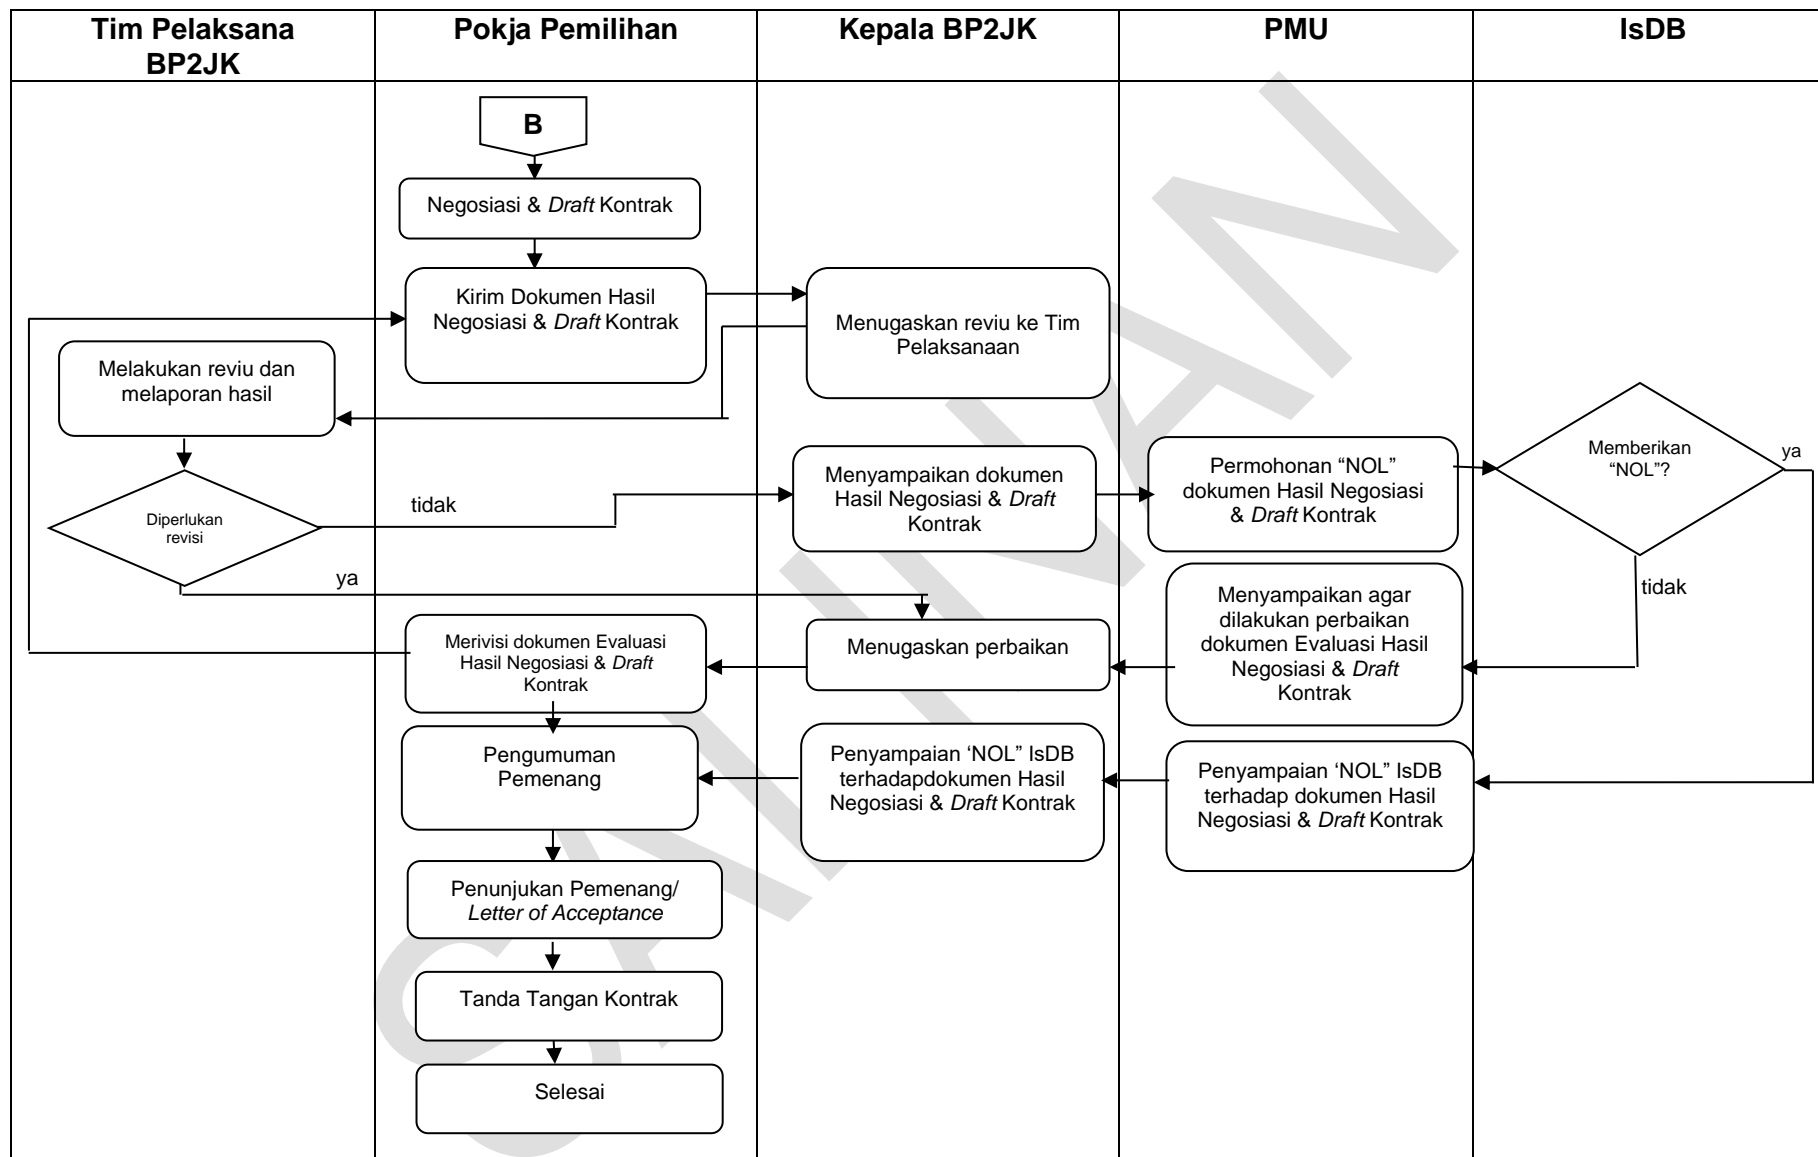 Tim Pelaksana
BP2JK
Pokja Pemilihan
Kepala BP2JK
PMU
IsDB
B
Negosiasi & Draft Kontrak
Kirim Dokumen Hasil
Negosiasi & Draft Kontrak
Menugaskan reviu ke Tim
Pelaksanaan
Melakukan reviu dan
melaporan hasil
Diperlukan
revisi
tidak
ya
Menyampaikan dokumen
Hasil Negosiasi & Draft
Kontrak
Permohonan “NOL”
dokumen Hasil Negosiasi
& Draft Kontrak
Memberikan
“NOL”?
ya
tidak
Menyampaikan agar
dilakukan perbaikan
dokumen Evaluasi Hasil
Negosiasi & Draft
Kontrak
Menugaskan perbaikan
Merivisi dokumen Evaluasi
Hasil Negosiasi & Draft
Kontrak
Pengumuman
Pemenang
Penyampaian ‘NOL” IsDB
terhadapdokumen Hasil
Negosiasi & Draft Kontrak
Penyampaian ‘NOL” IsDB
terhadap dokumen Hasil
Negosiasi & Draft Kontrak
Penunjukan Pemenang/
Letter of Acceptance
Tanda Tangan Kontrak
Selesai
SALINAN